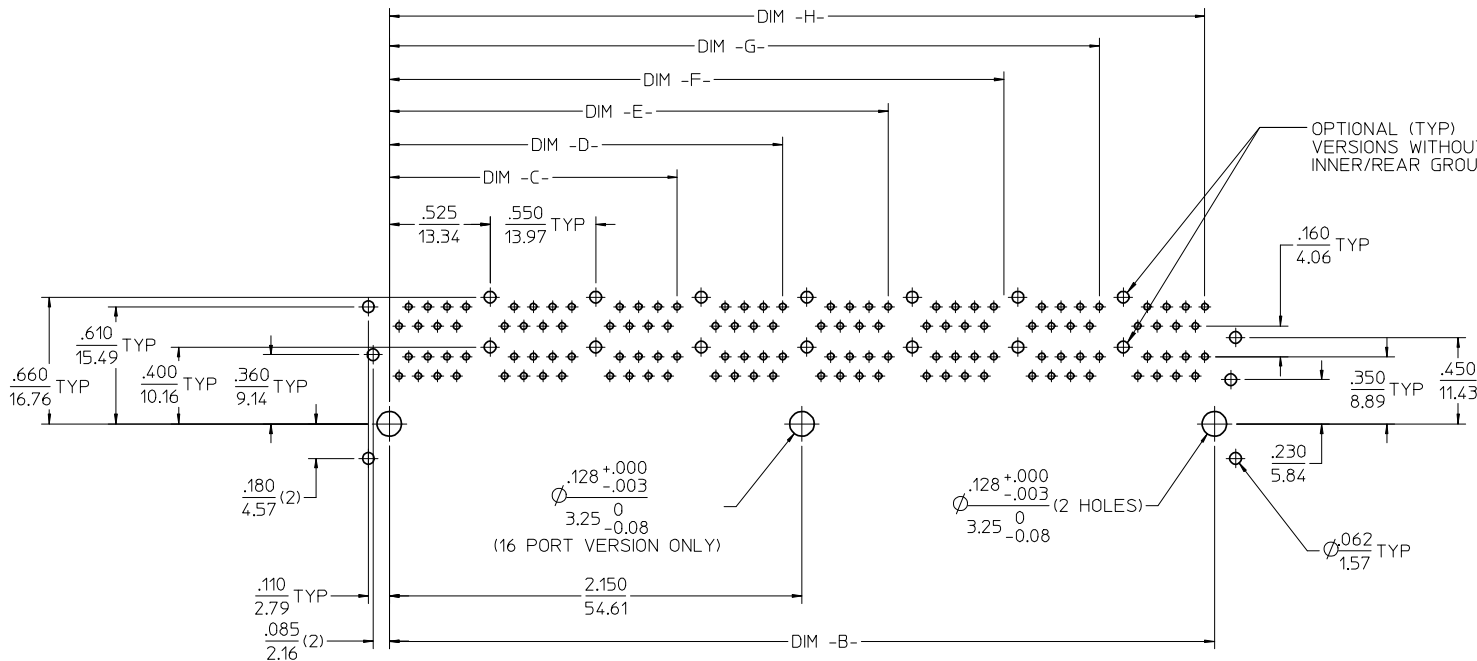 DIM -H-
DIM -G-
DIM -F-
DIM -E-
DIM -D-
DIM -C-
OPTIONAL (TYP)
VERSIONS WITHOUT
INNER/REAR GROU
.525
13.34
.550
13.97
TYP
.160
4.06
TYP
.660
16.76
TYP
.610
15.49
TYP
.400
10.16
TYP
.360
9.14
TYP
.350
8.89
TYP
.450
11.43
.230
5.84
.180
4.57
(2)
Ø.128 +.000
-.003
3.25 0
-0.08
(16 PORT VERSION ONLY)
Ø.128 +.000
-.003
(2 HOLES)
3.25 0
-0.08
Ø.062
1.57
TYP
.110
2.79
TYP
.085
2.16
(2)
2.150
54.61
DIM -B-